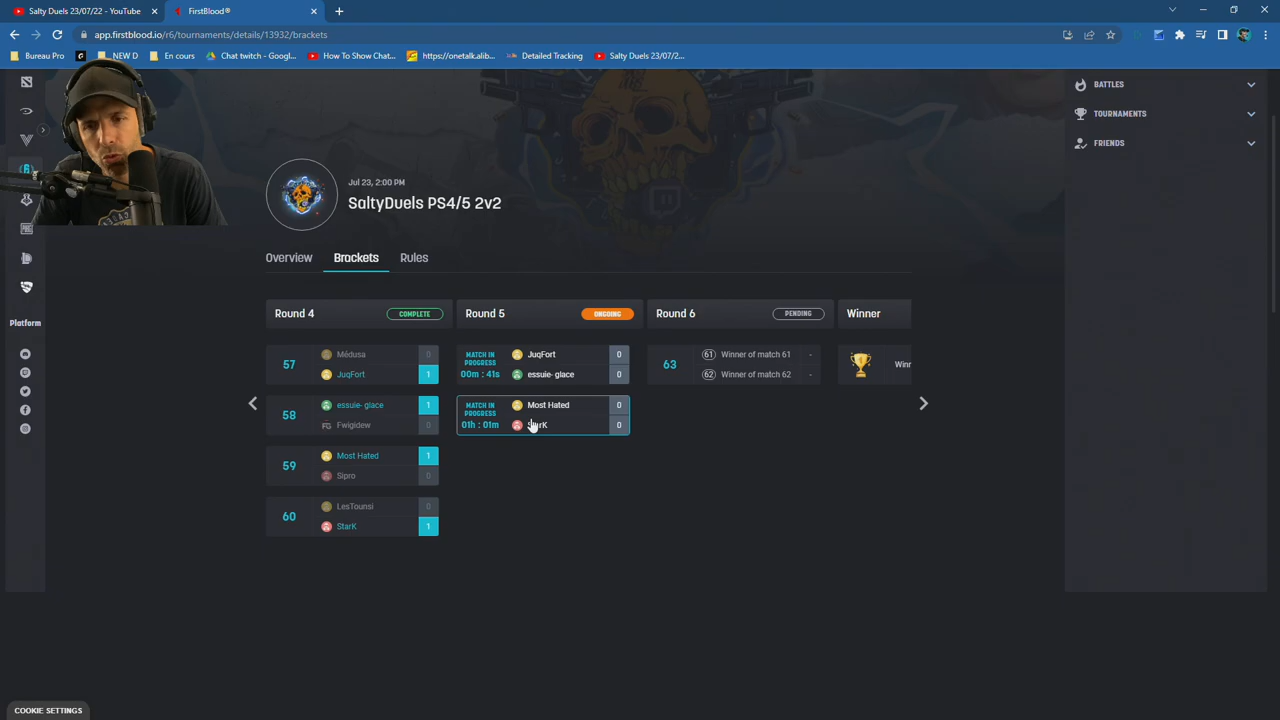 Salty Duels 23/07/22 - YouTube
FirstBlood®
app.firstblood.io/r6/tournaments/details/13932/brackets
Bureau Pro
NEW D
En cours
Chat twitch - Googl...
How To Show Chat...
https://onetalk.alib...
Detailed Tracking
Salty Duels 23/07/2...
BATTLES
TOURNAMENTS
FRIENDS
Jul 23, 2:00 PM
SaltyDuels PS4/5 2v2
Overview
Brackets
Rules
Round 4
COMPLETE
Round 5
ONGOING
Round 6
PENDING
Winner
57
Médusa 0
JuqFort 1
58
essuie- glace 1
Fwigidew 0
59
Most Hated 1
Sipro 0
60
LesTounsi 0
StarK 1
MATCH IN
PROGRESS
00m : 41s
JuqFort 0
essuie- glace 0
MATCH IN
PROGRESS
01h : 01m
Most Hated 0
StarK 0
63
61 Winner of match 61 -
62 Winner of match 62 -
Winr
Platform
COOKIE SETTINGS